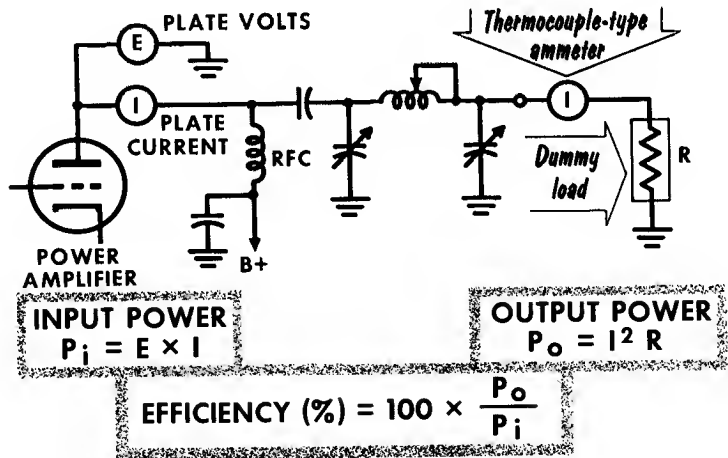 PLATE VOLTS
E
Thermocouple-type
ammeter
I
PLATE
CURRENT
I
RFC
Dummy
load
R
B+
POWER
AMPLIFIER
INPUT POWER
Pi = E × I
OUTPUT POWER
Po = I² R
EFFICIENCY (%) = 100 × Po/Pi